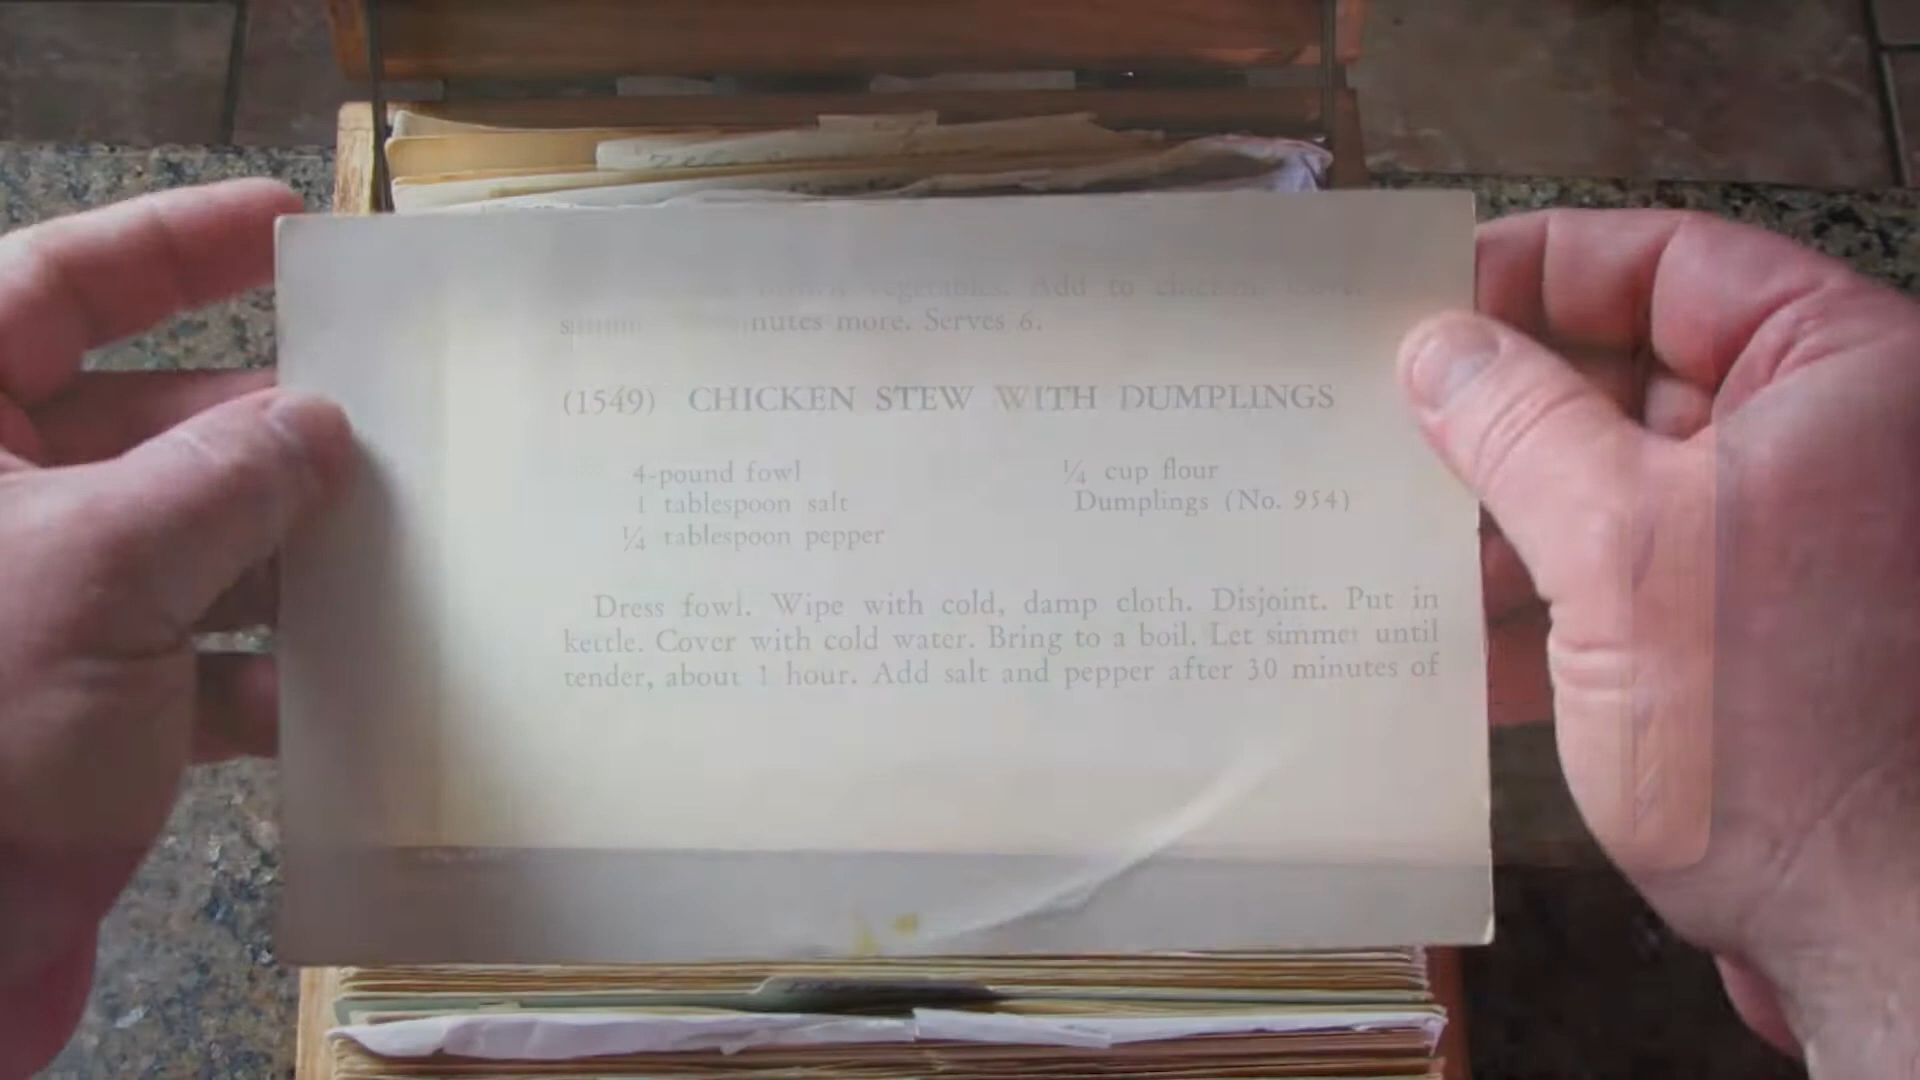 brown vegetables. Add to chicken. Cover,
nutes more. Serves 6.
(1549) CHICKEN STEW WITH DUMPLINGS
4-pound fowl
1 tablespoon salt
¼ tablespoon pepper
¼ cup flour
Dumplings (No. 954)
Dress fowl. Wipe with cold, damp cloth. Disjoint. Put in
kettle. Cover with cold water. Bring to a boil. Let simmer until
tender, about 1 hour. Add salt and pepper after 30 minutes of